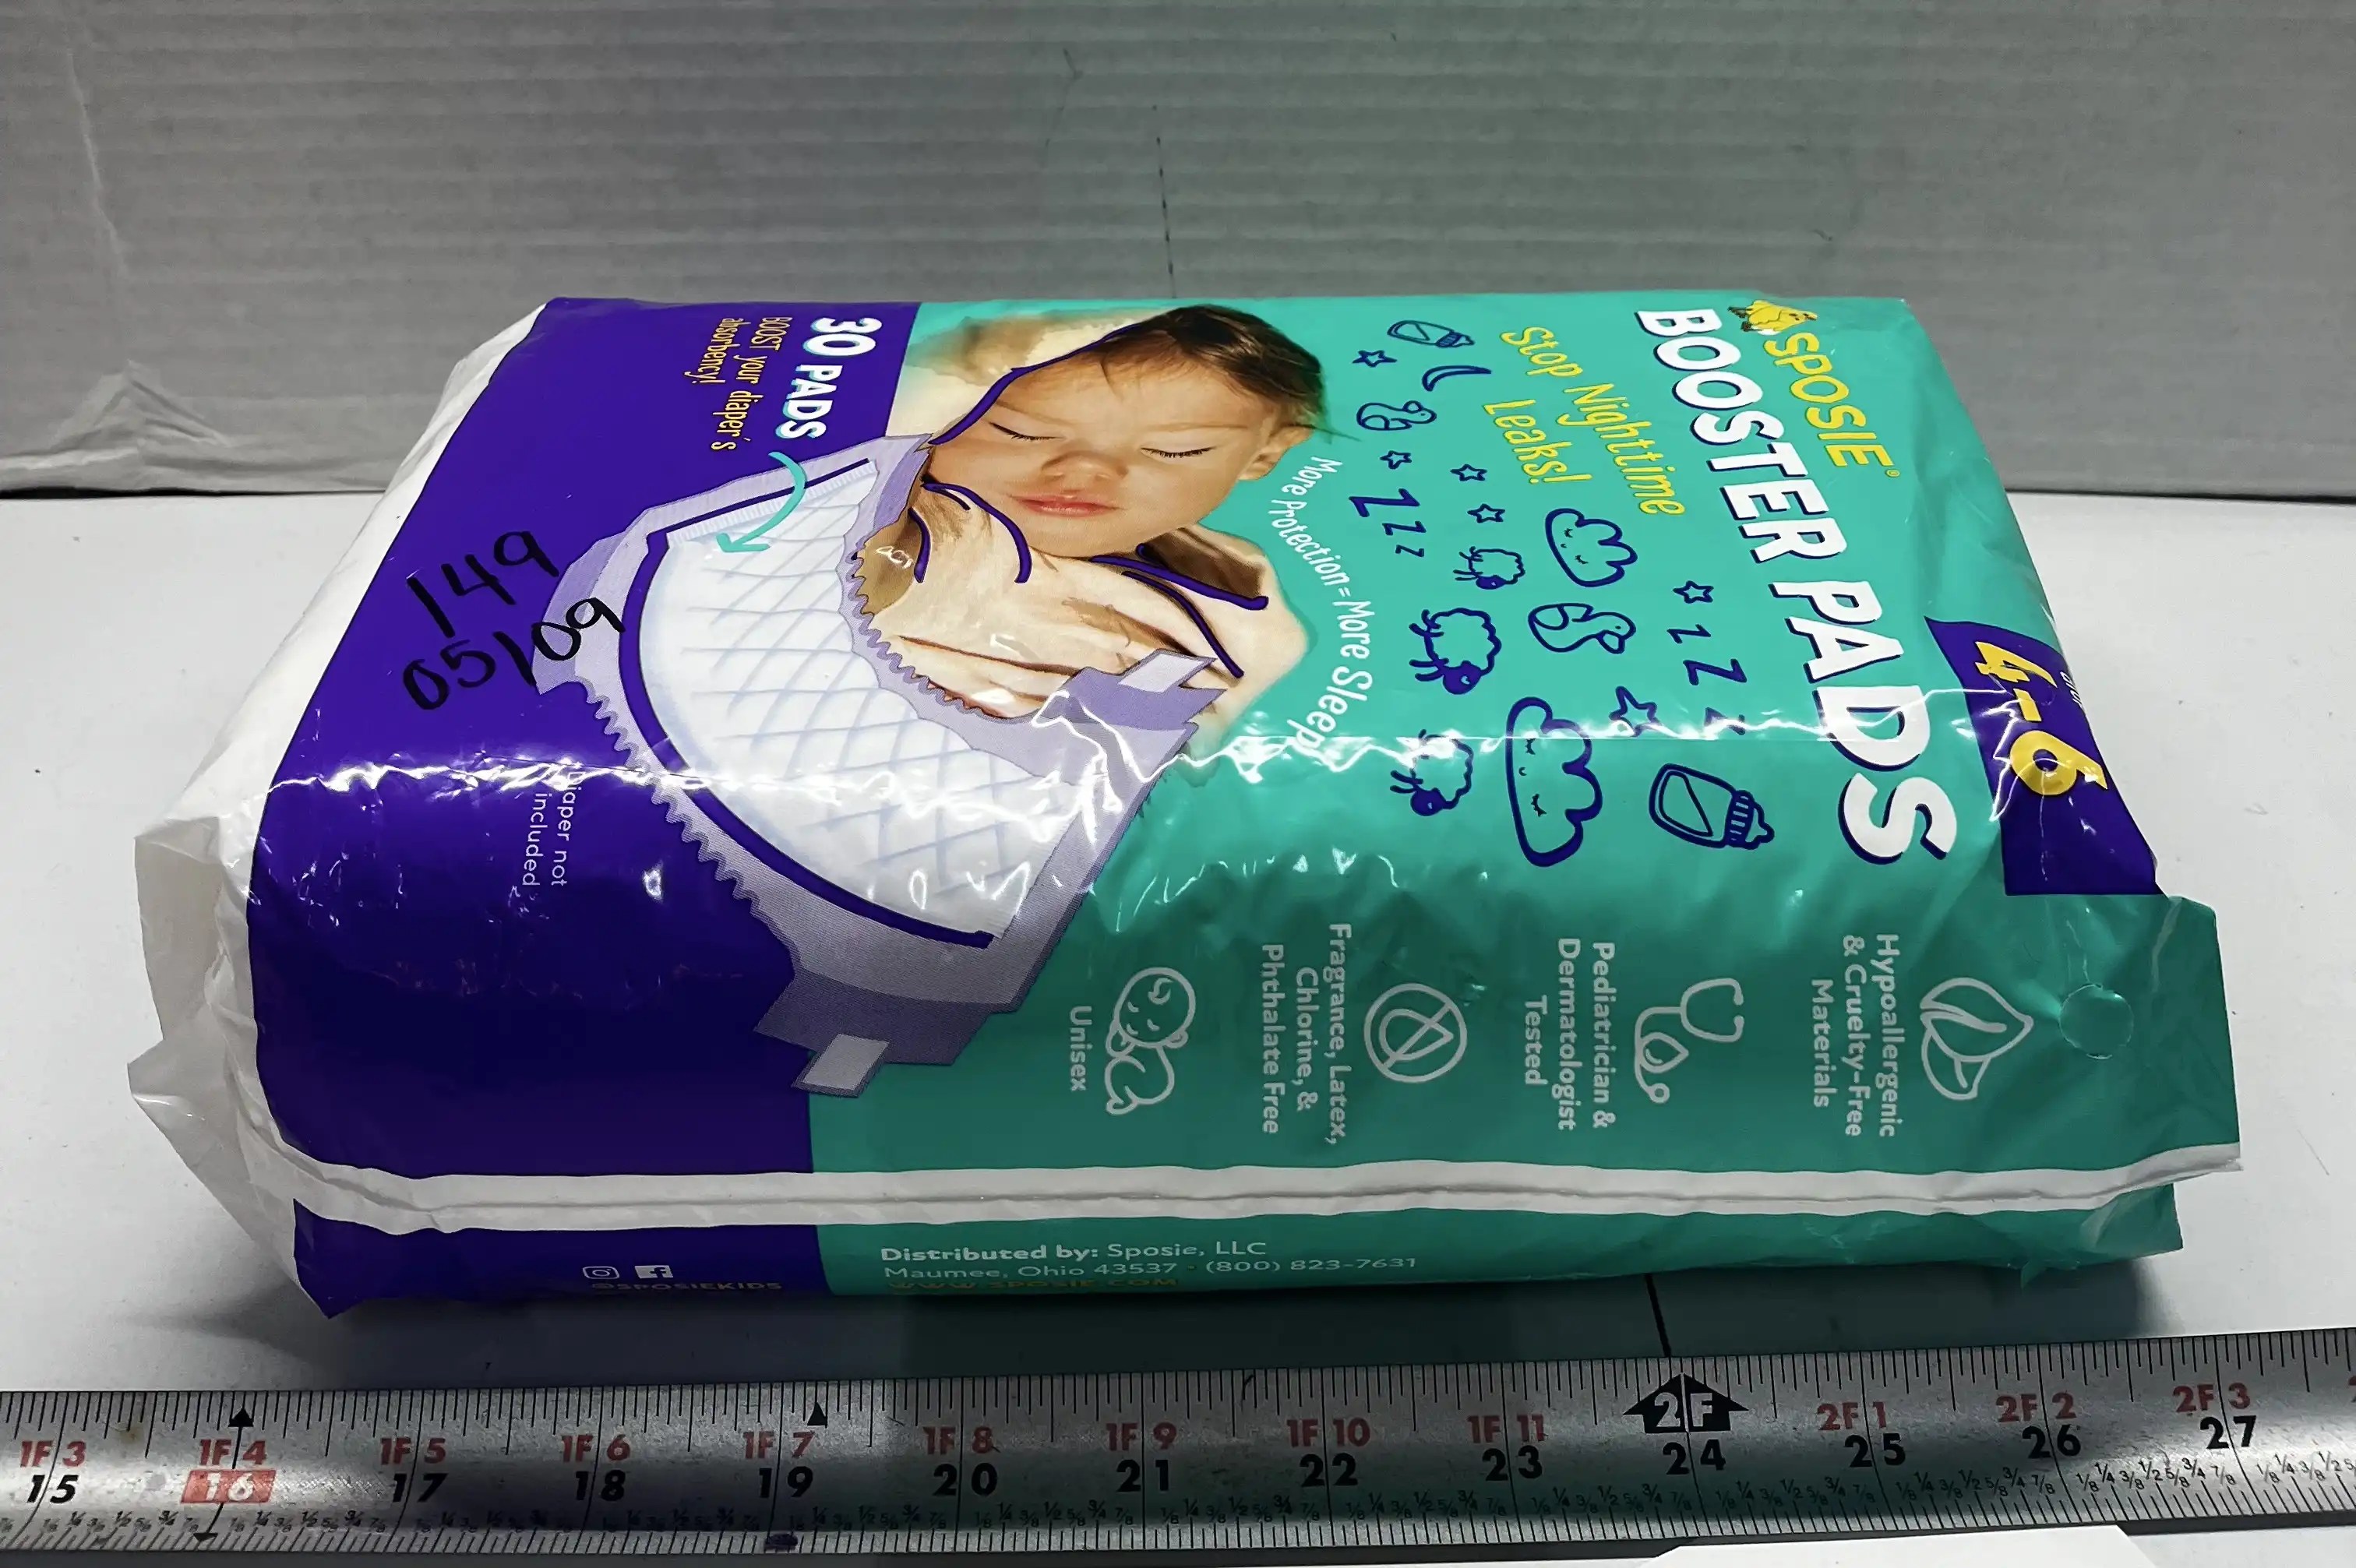 SPOSIE®
BOOSTER PADS
4-6
Stop Nighttime
Leaks!
More Protection = More Sleep
30 PADS
BOOST your diaper's
absorbency!
149
05/09
Diaper not
included
Hypoallergenic
& Cruelty-Free
Materials
Pediatrician &
Dermatologist
Tested
Fragrance, Latex,
Chlorine, &
Phthalate Free
Unisex
Distributed by: Sposie, LLC
Maumee, Ohio 43537 · (800) 823-7631
WWW.SPOSIE.COM
@SPOSIEKIDS
1F 3 1F 4 1F 5 1F 6 1F 7 1F 8 1F 9 1F 10 1F 11 2F 2F 1 2F 2 2F 3
15 16 17 18 19 20 21 22 23 24 25 26 27